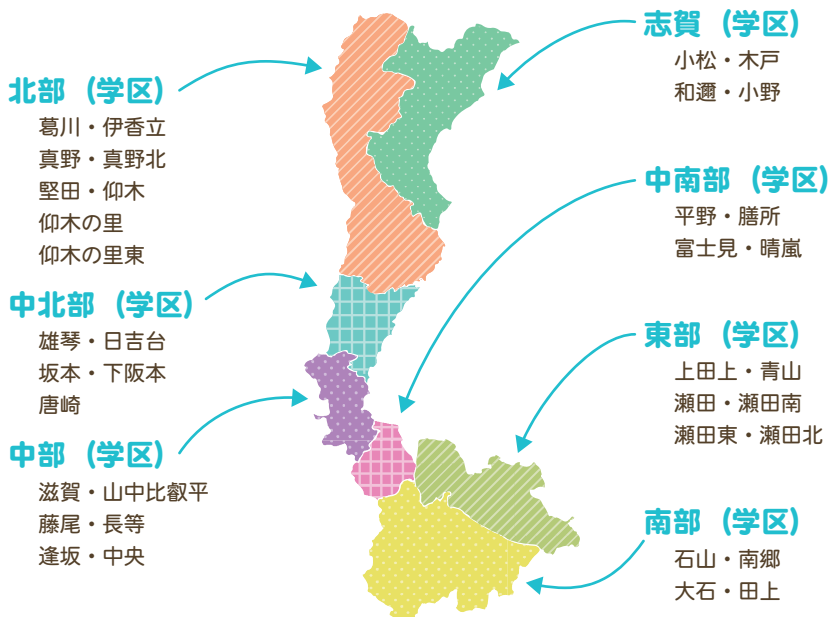 北部（学区）
葛川・伊香立
真野・真野北
堅田・仰木
仰木の里
仰木の里東
中北部（学区）
雄琴・日吉台
坂本・下阪本
唐崎
中部（学区）
滋賀・山中比叡平
藤尾・長等
逢坂・中央
志賀（学区）
小松・木戸
和邇・小野
中南部（学区）
平野・膳所
富士見・晴嵐
東部（学区）
上田上・青山
瀬田・瀬田南
瀬田東・瀬田北
南部（学区）
石山・南郷
大石・田上